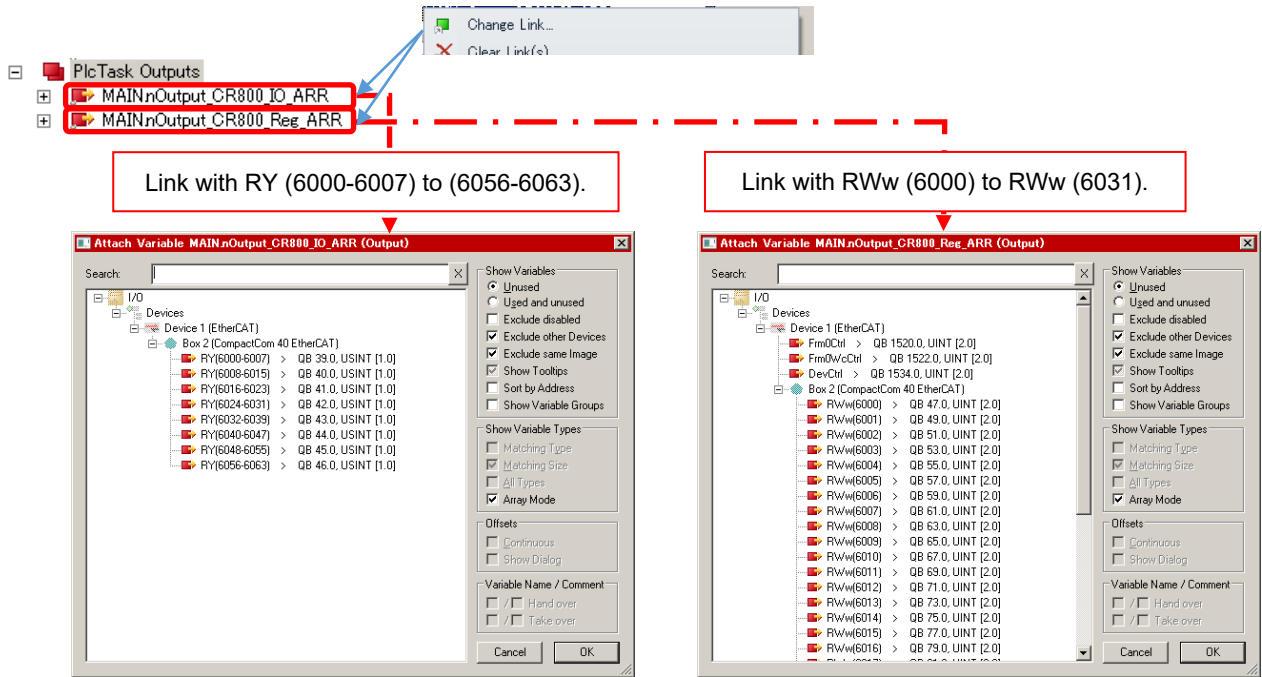 Change Link...
Clear Link(s)
PlcTask Outputs
MAIN.nOutput_CR800_IO_ARR
MAIN.nOutput_CR800_Reg_ARR
Link with RY (6000-6007) to (6056-6063).
Link with RWw (6000) to RWw (6031).
Attach Variable MAIN.nOutput_CR800_IO_ARR (Output)
Search:
I/O
Devices
Device 1 (EtherCAT)
Box 2 (CompactCom 40 EtherCAT)
RY(6000-6007) > QB 39.0, USINT [1.0]
RY(6008-6015) > QB 40.0, USINT [1.0]
RY(6016-6023) > QB 41.0, USINT [1.0]
RY(6024-6031) > QB 42.0, USINT [1.0]
RY(6032-6039) > QB 43.0, USINT [1.0]
RY(6040-6047) > QB 44.0, USINT [1.0]
RY(6048-6055) > QB 45.0, USINT [1.0]
RY(6056-6063) > QB 46.0, USINT [1.0]
Show Variables
Unused
Used and unused
Exclude disabled
Exclude other Devices
Exclude same Image
Show Tooltips
Sort by Address
Show Variable Groups
Show Variable Types
Matching Type
Matching Size
All Types
Array Mode
Offsets
Continuous
Show Dialog
Variable Name / Comment
/ Hand over
/ Take over
Cancel OK
Attach Variable MAIN.nOutput_CR800_Reg_ARR (Output)
Search:
I/O
Devices
Device 1 (EtherCAT)
Frm0Ctrl > QB 1520.0, UINT [2.0]
Frm0WcCtrl > QB 1522.0, UINT [2.0]
DevCtrl > QB 1534.0, UINT [2.0]
Box 2 (CompactCom 40 EtherCAT)
RWw(6000) > QB 47.0, UINT [2.0]
RWw(6001) > QB 49.0, UINT [2.0]
RWw(6002) > QB 51.0, UINT [2.0]
RWw(6003) > QB 53.0, UINT [2.0]
RWw(6004) > QB 55.0, UINT [2.0]
RWw(6005) > QB 57.0, UINT [2.0]
RWw(6006) > QB 59.0, UINT [2.0]
RWw(6007) > QB 61.0, UINT [2.0]
RWw(6008) > QB 63.0, UINT [2.0]
RWw(6009) > QB 65.0, UINT [2.0]
RWw(6010) > QB 67.0, UINT [2.0]
RWw(6011) > QB 69.0, UINT [2.0]
RWw(6012) > QB 71.0, UINT [2.0]
RWw(6013) > QB 73.0, UINT [2.0]
RWw(6014) > QB 75.0, UINT [2.0]
RWw(6015) > QB 77.0, UINT [2.0]
RWw(6016) > QB 79.0, UINT [2.0]
Show Variables
Unused
Used and unused
Exclude disabled
Exclude other Devices
Exclude same Image
Show Tooltips
Sort by Address
Show Variable Groups
Show Variable Types
Matching Type
Matching Size
All Types
Array Mode
Offsets
Continuous
Show Dialog
Variable Name / Comment
/ Hand over
/ Take over
Cancel OK